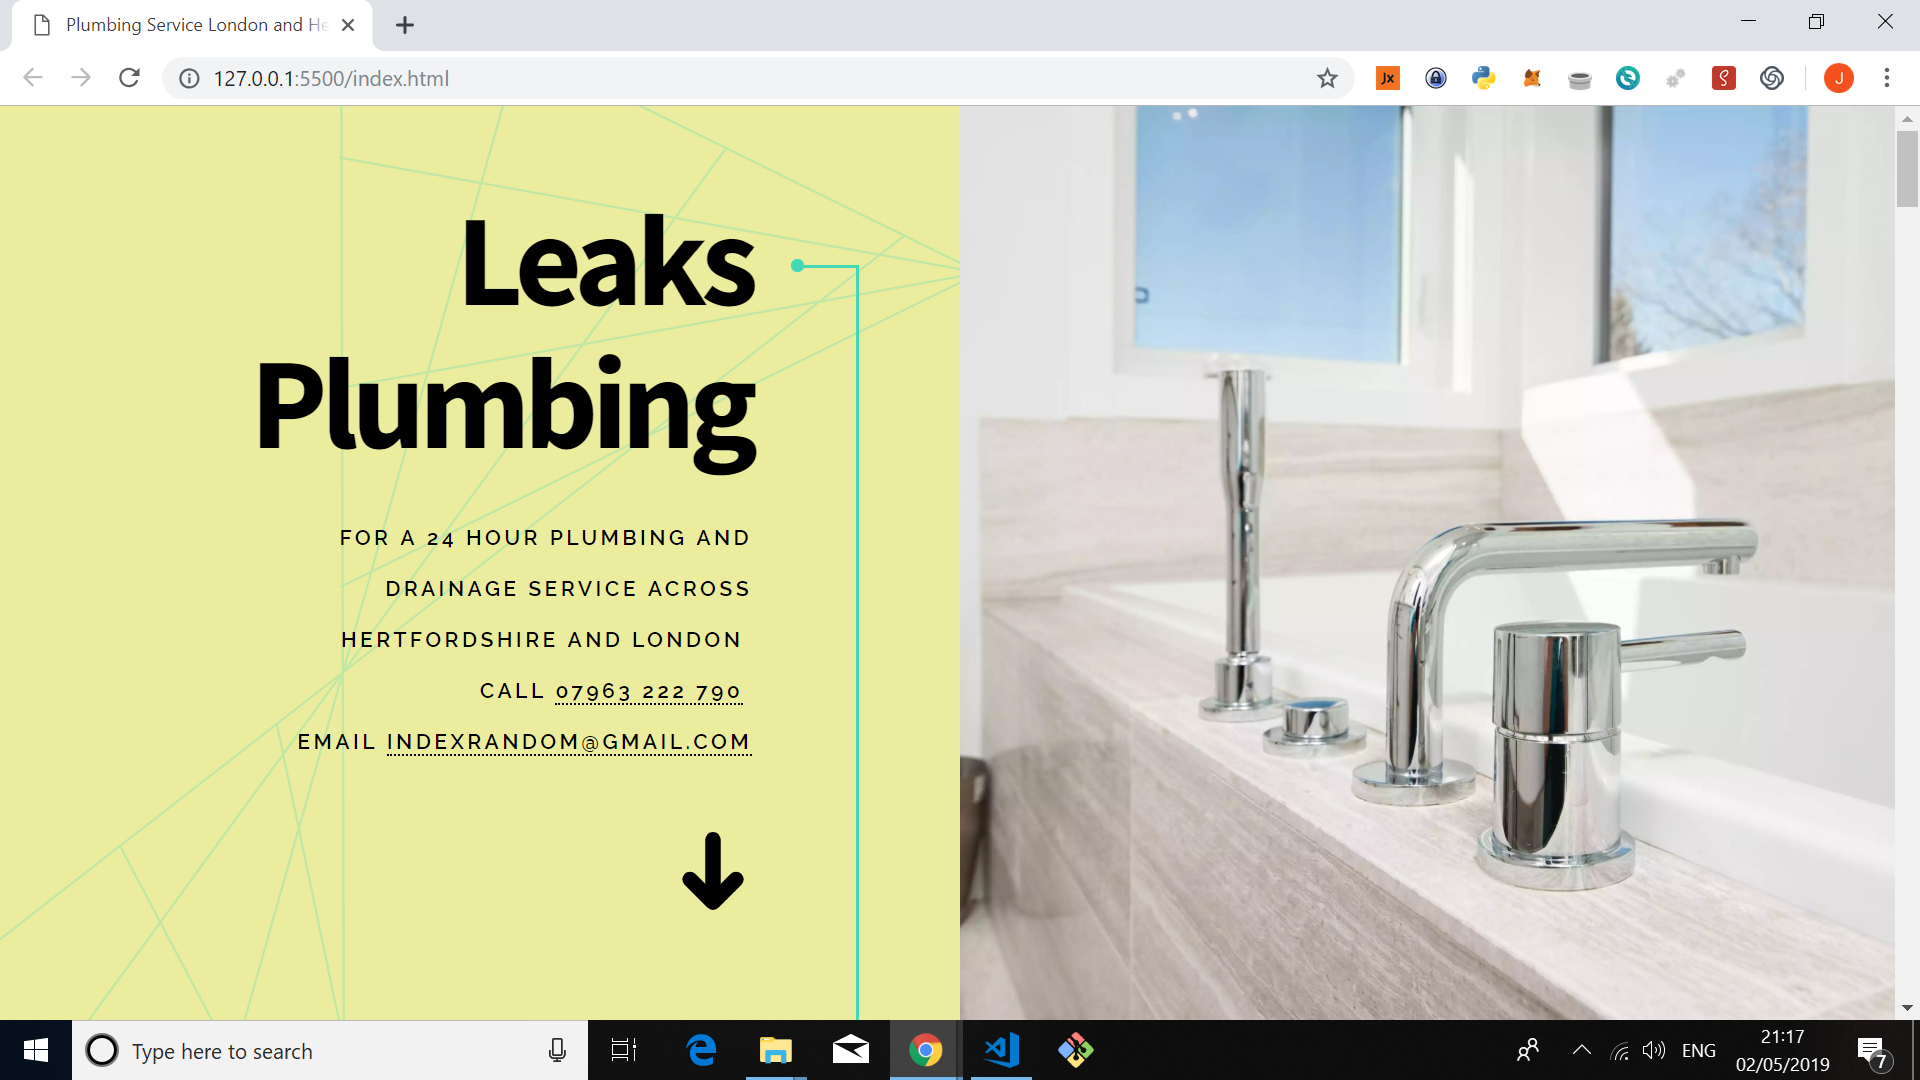 Plumbing Service London and He
127.0.0.1:5500/index.html
Jx
J
Leaks
Plumbing
FOR A 24 HOUR PLUMBING AND
DRAINAGE SERVICE ACROSS
HERTFORDSHIRE AND LONDON
CALL 07963 222 790
EMAIL INDEXRANDOM@GMAIL.COM
Type here to search
ENG
21:17
02/05/2019
7